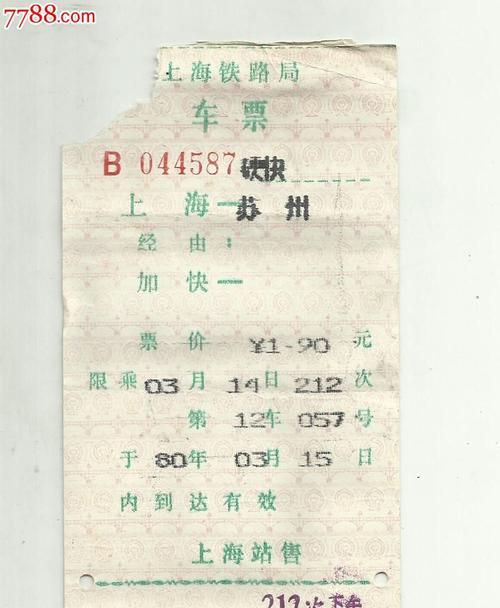 7788.com
上海铁路局
车票
B 044587 硬快
上海—苏州
经由:
加快—
票价 ¥1-90 元
限乘 03 月 14 日 212 次
第 12 车 057 号
于 80 年 03 月 15 日
内到达有效
上海站售
212